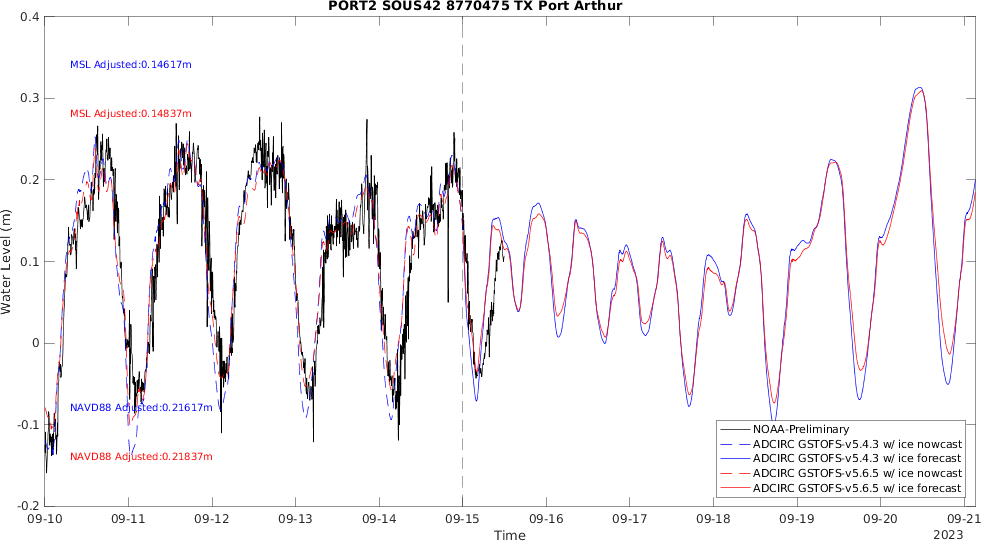 PORT2 SOUS42 8770475 TX Port Arthur
0.4
0.3
0.2
0.1
0
-0.1
-0.2
Water Level (m)
MSL Adjusted:0.14617m
MSL Adjusted:0.14837m
NAVD88 Adjusted:0.21617m
NAVD88 Adjusted:0.21837m
NOAA-Preliminary
ADCIRC GSTOFS-v5.4.3 w/ ice nowcast
ADCIRC GSTOFS-v5.4.3 w/ ice forecast
ADCIRC GSTOFS-v5.6.5 w/ ice nowcast
ADCIRC GSTOFS-v5.6.5 w/ ice forecast
09-10 09-11 09-12 09-13 09-14 09-15 09-16 09-17 09-18 09-19 09-20 09-21
Time
2023